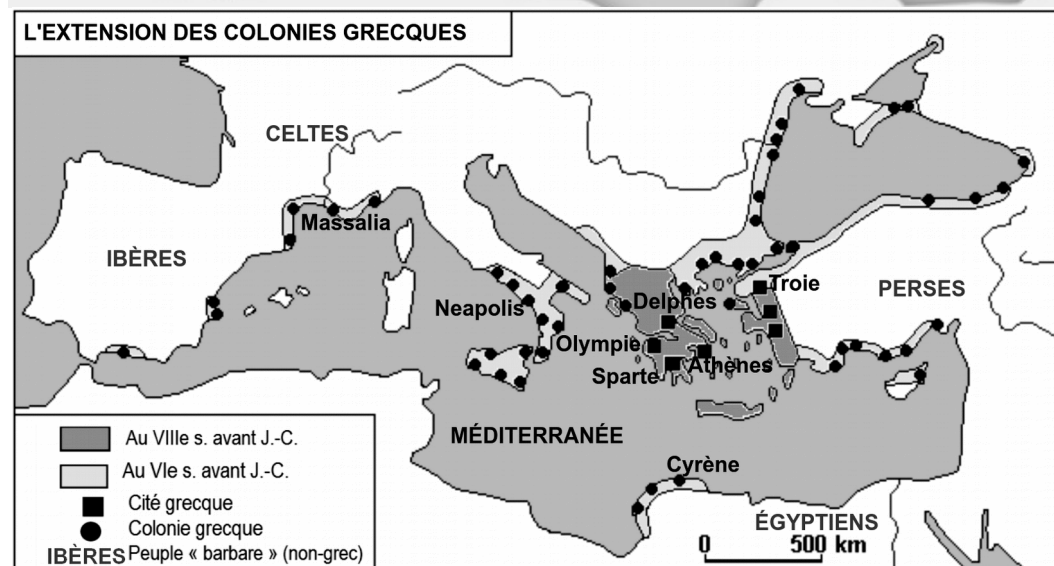 L'EXTENSION DES COLONIES GRECQUES
CELTES
Massalia
IBÈRES
Troie
PERSES
Delphes
Neapolis
Olympie
Athènes
Sparte
MÉDITERRANÉE
Cyrène
ÉGYPTIENS
0 500 km
Au VIIIe s. avant J.-C.
Au VIe s. avant J.-C.
Cité grecque
Colonie grecque
IBÈRES Peuple « barbare » (non-grec)